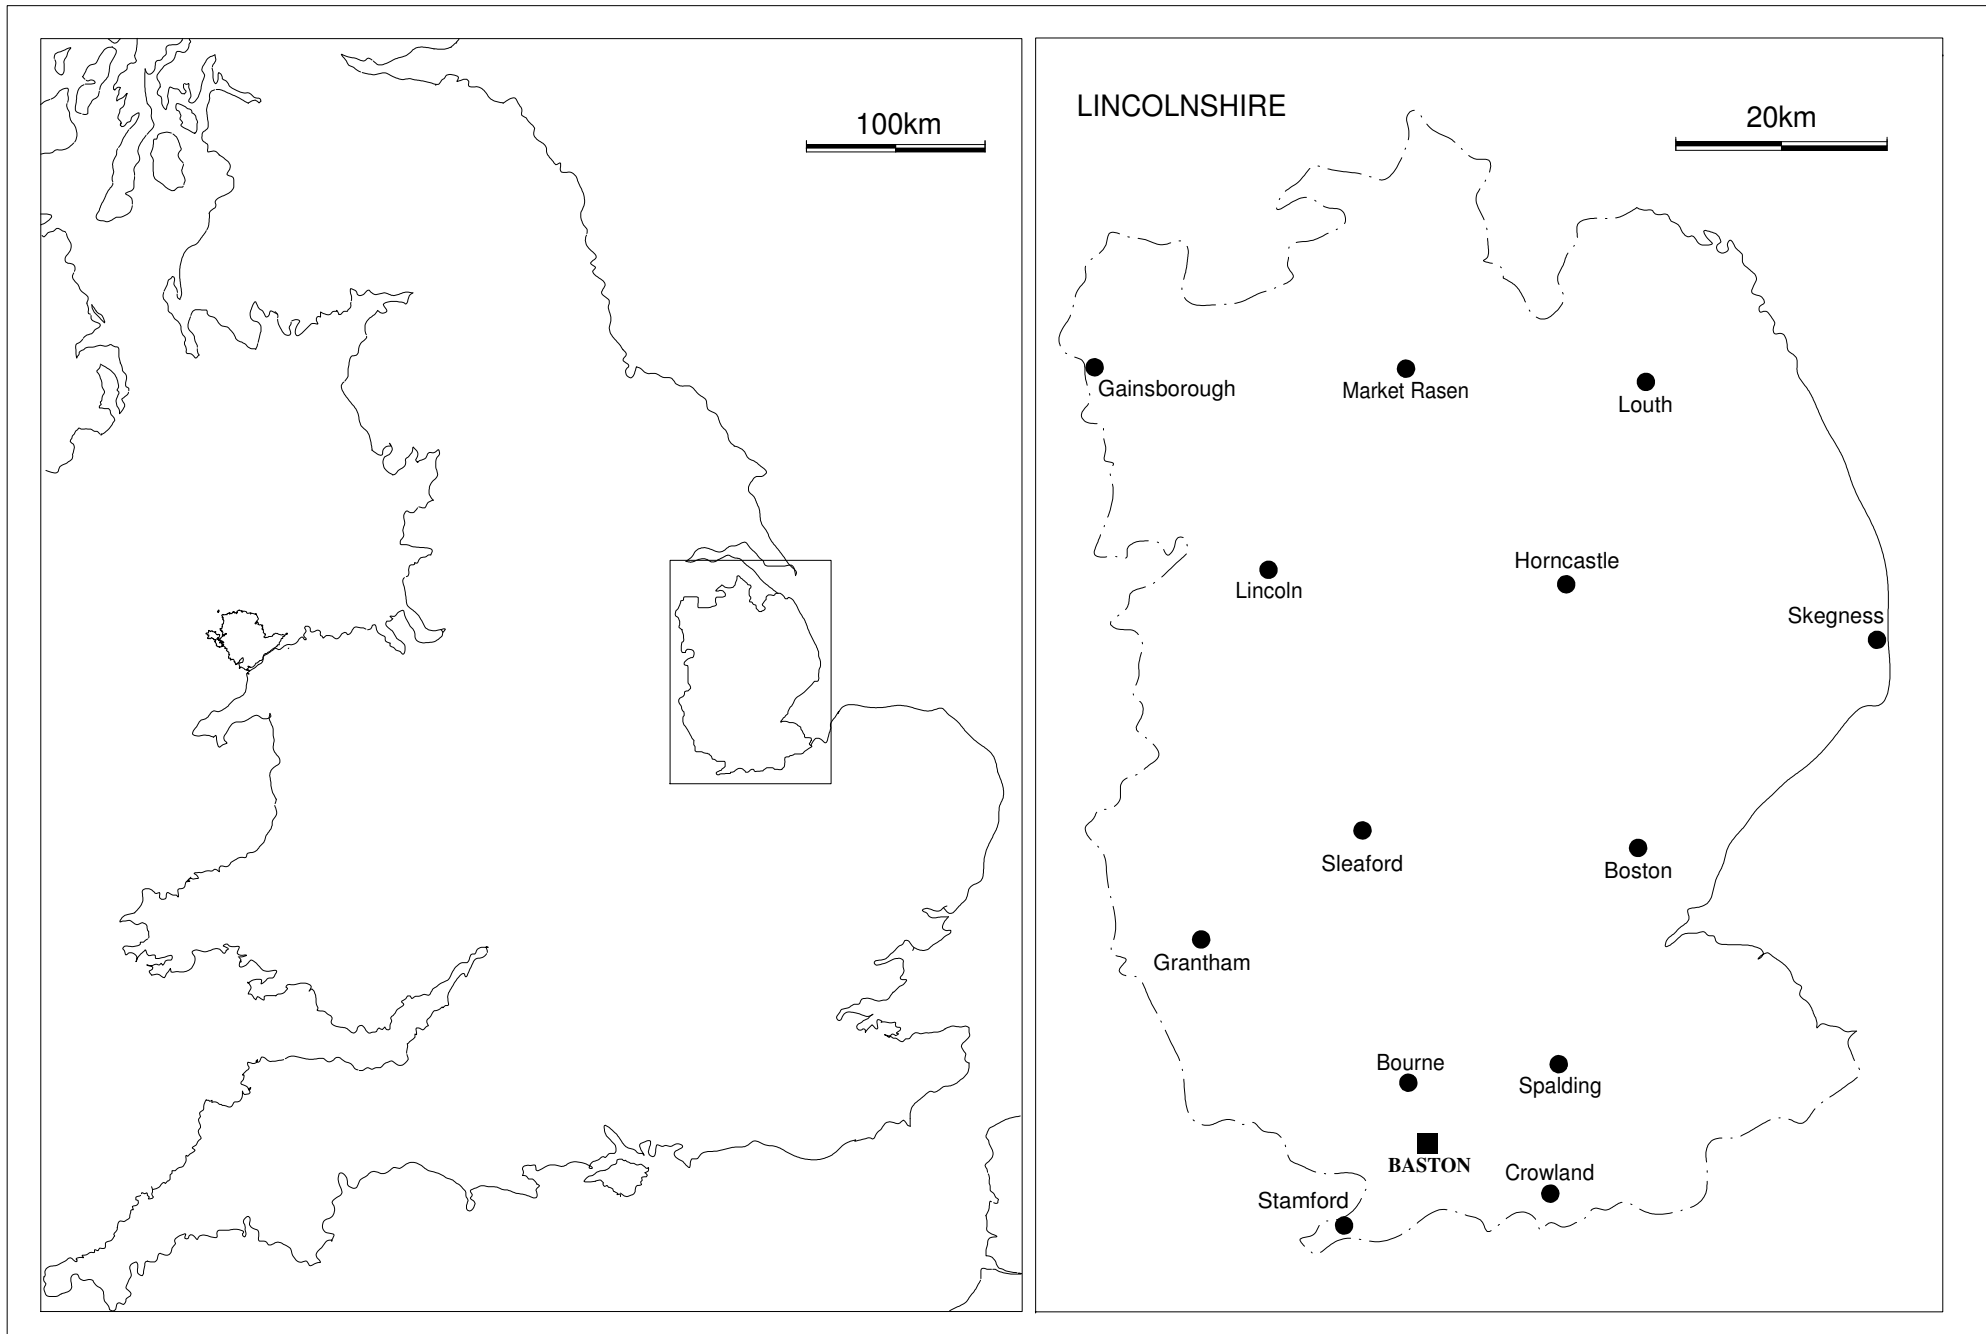 100km
LINCOLNSHIRE
20km
Gainsborough
Market Rasen
Louth
Horncastle
Lincoln
Skegness
Sleaford
Boston
Grantham
Bourne
Spalding
BASTON
Crowland
Stamford